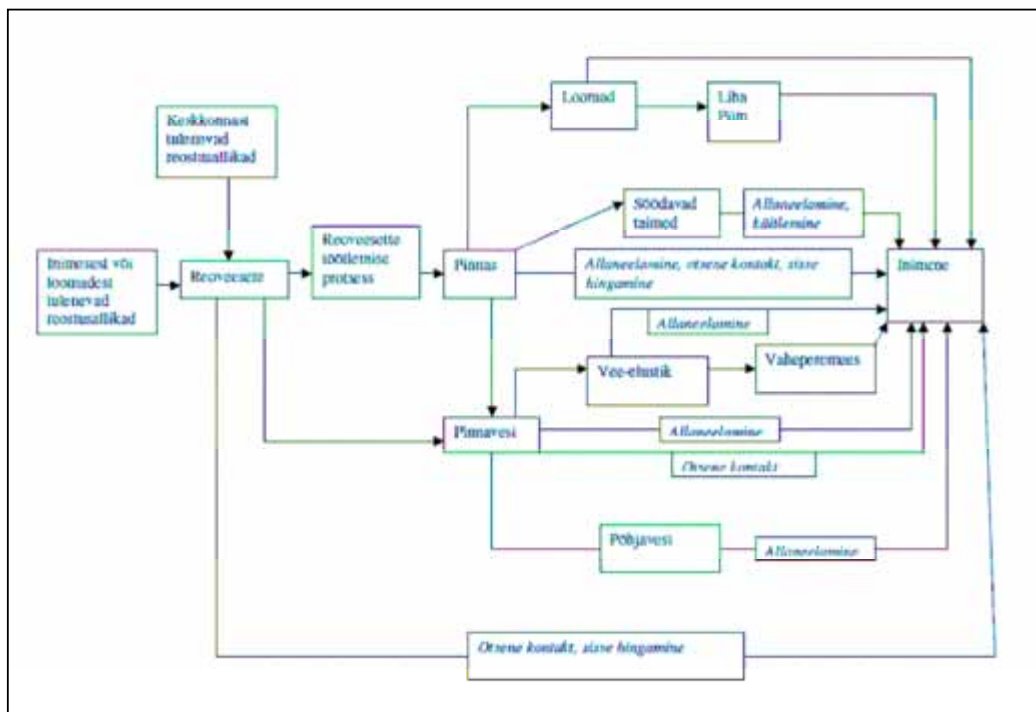 Loomad
Liha
Piim
Keskkonnast
tulenevad
reostusallikad
Söödavad
taimed
Allaneelamine,
käitlemine
Inimesest või
loomadest
tulenevad
reostusallikad
Reoveesete
Reoveesette
töötlemise
protsess
Pinnas
Allaneelamine, otsene kontakt, sisse
hingamine
Inimene
Allaneelamine
Vee-elustik
Vaheperemees
Pinnavesi
Allaneelamine
Otsene kontakt
Põhjavesi
Allaneelamine
Otsene kontakt, sisse hingamine